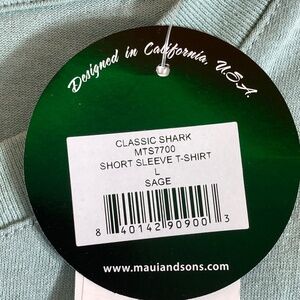 Designed in California, U.S.A.
CLASSIC SHARK
MTS7700
SHORT SLEEVE T-SHIRT
L
SAGE
8 40142 90900 3
www.mauiandsons.com